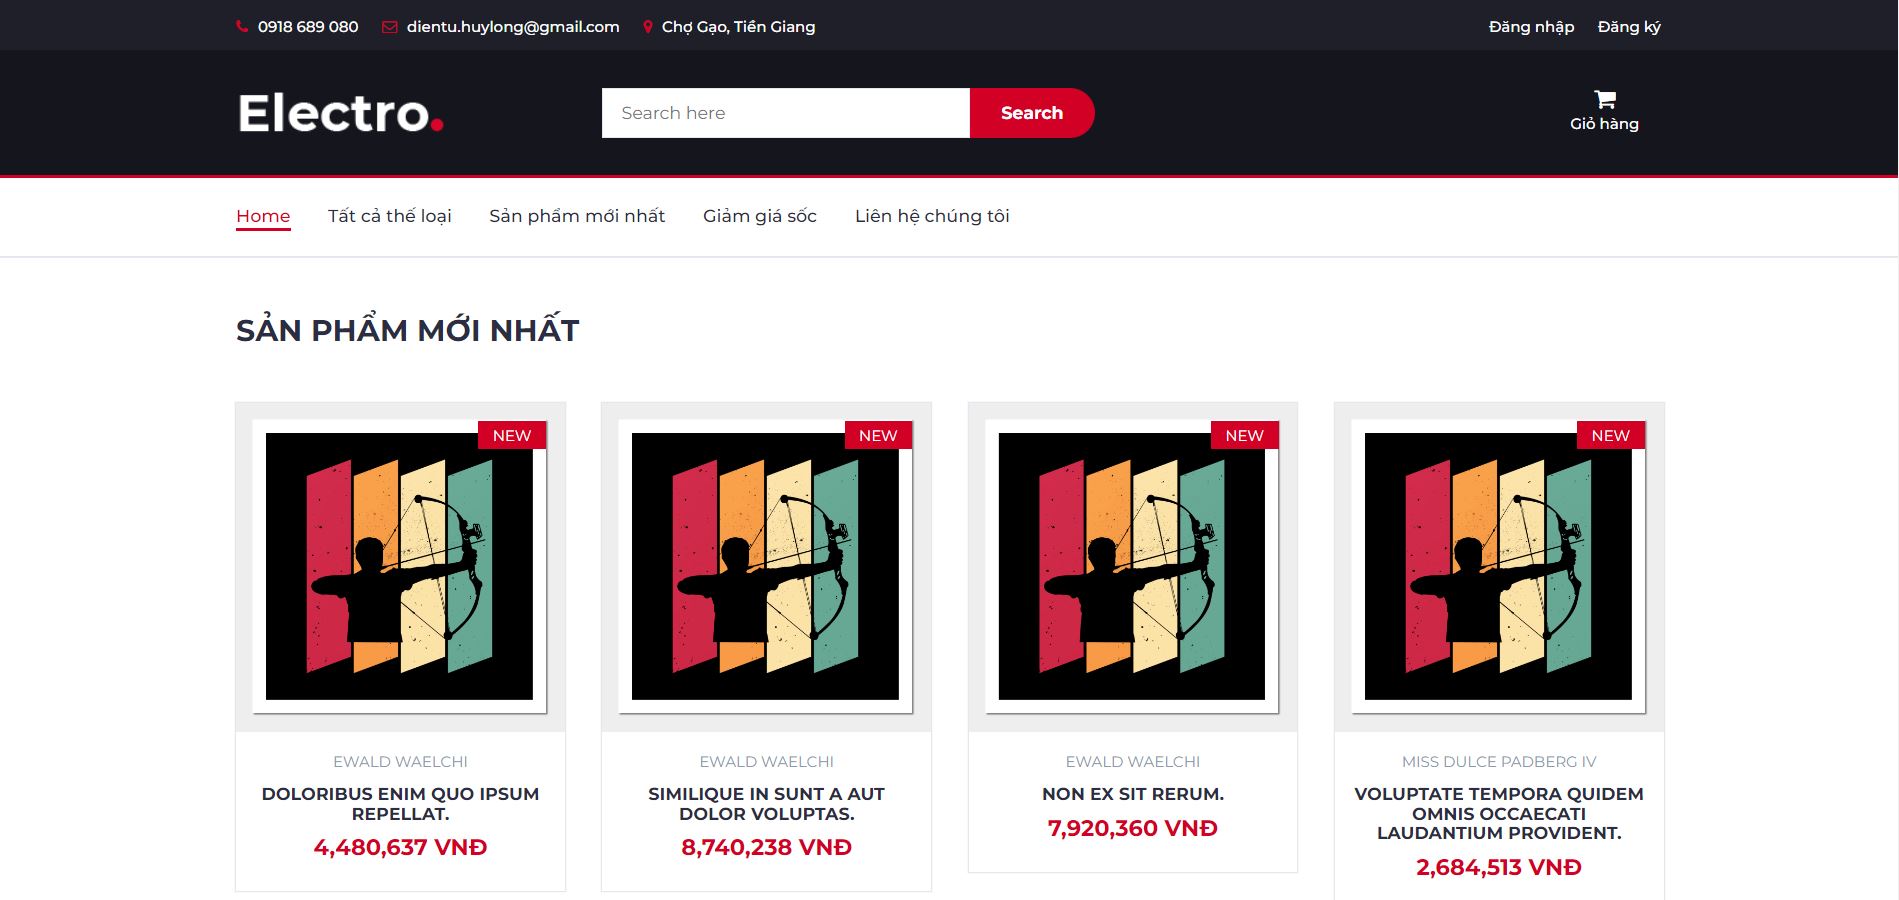 0918 689 080 dientu.huylong@gmail.com Chợ Gạo, Tiền Giang Đăng nhập Đăng ký
Electro.
Search here Search
Giỏ hàng
Home Tất cả thế loại Sản phẩm mới nhất Giảm giá sốc Liên hệ chúng tôi
SẢN PHẨM MỚI NHẤT
NEW NEW NEW NEW
EWALD WAELCHI
DOLORIBUS ENIM QUO IPSUM
REPELLAT.
4,480,637 VNĐ
EWALD WAELCHI
SIMILIQUE IN SUNT A AUT
DOLOR VOLUPTAS.
8,740,238 VNĐ
EWALD WAELCHI
NON EX SIT RERUM.
7,920,360 VNĐ
MISS DULCE PADBERG IV
VOLUPTATE TEMPORA QUIDEM
OMNIS OCCAECATI
LAUDANTIUM PROVIDENT.
2,684,513 VNĐ